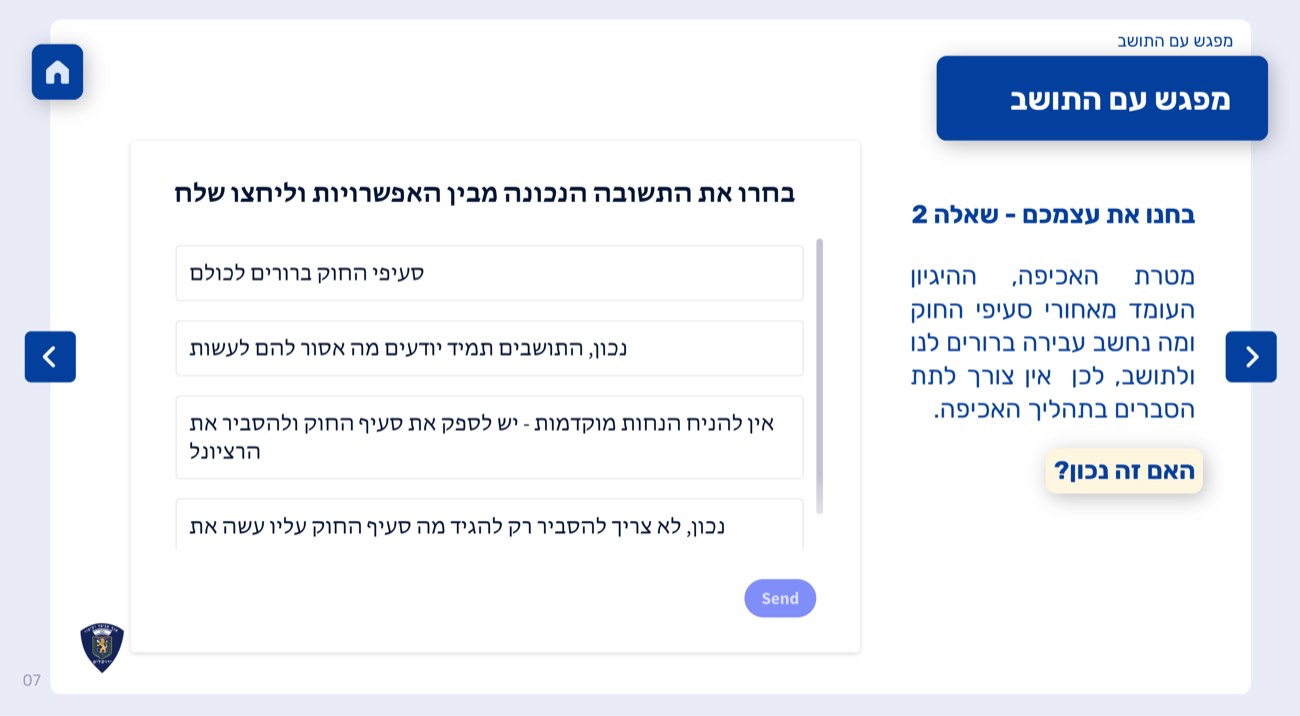 מפגש עם התושב
מפגש עם התושב
בחנו את עצמכם - שאלה 2
מטרת האכיפה, ההיגיון
העומד מאחורי סעיפי החוק
ומה נחשב עבירה ברורים לנו
ולתושב, לכן אין צורך לתת
הסברים בתהליך האכיפה.
האם זה נכון?
בחרו את התשובה הנכונה מבין האפשרויות וליחצו שלח
סעיפי החוק ברורים לכולם
נכון, התושבים תמיד יודעים מה אסור להם לעשות
אין להניח הנחות מוקדמות - יש לספק את סעיף החוק ולהסביר את
הרציונל
נכון, לא צריך להסביר רק להגיד מה סעיף החוק עליו עשה את
Send
07